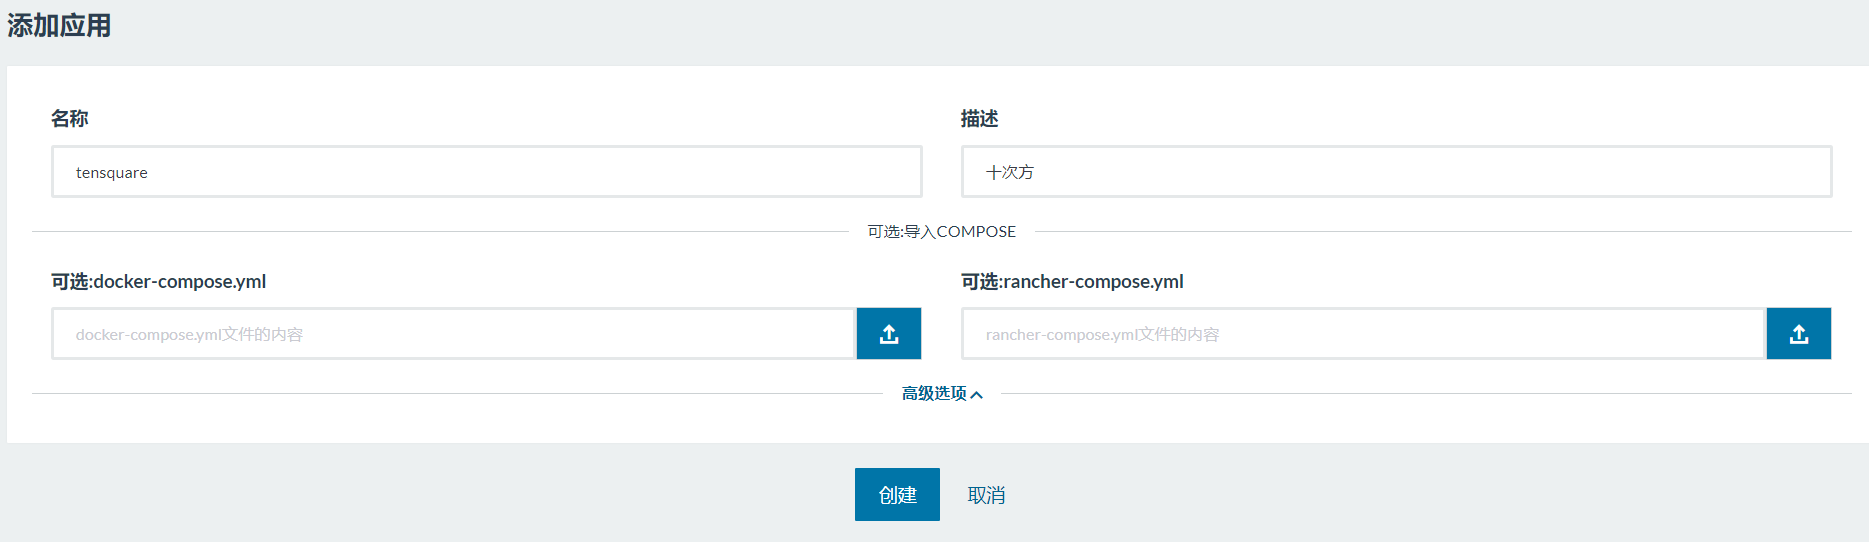 添加应用
名称
描述
tensquare
十次方
可选:导入COMPOSE
可选:docker-compose.yml
可选:rancher-compose.yml
docker-compose.yml文件的内容
rancher-compose.yml文件的内容
高级选项
创建
取消